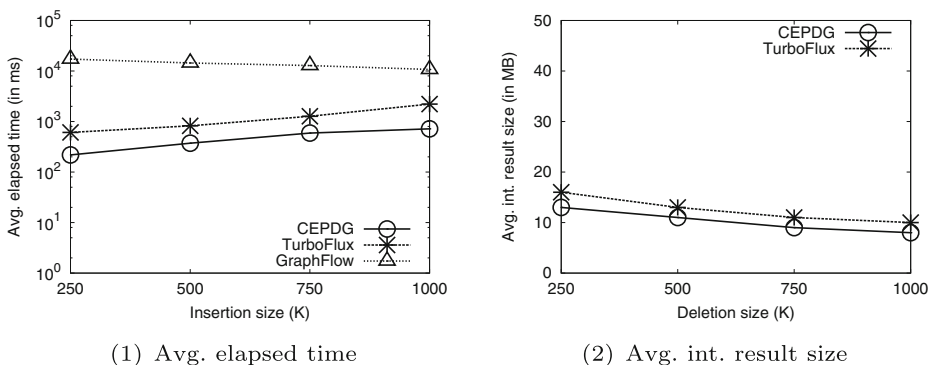 10^5
10^4
10^3
10^2
10^1
10^0
Avg. elapsed time (in ms)
CEPDG
TurboFlux
GraphFlow
250 500 750 1000
Insertion size (K)
(1) Avg. elapsed time
50
40
30
20
10
0
Avg. int. result size (in MB)
CEPDG
TurboFlux
250 500 750 1000
Deletion size (K)
(2) Avg. int. result size